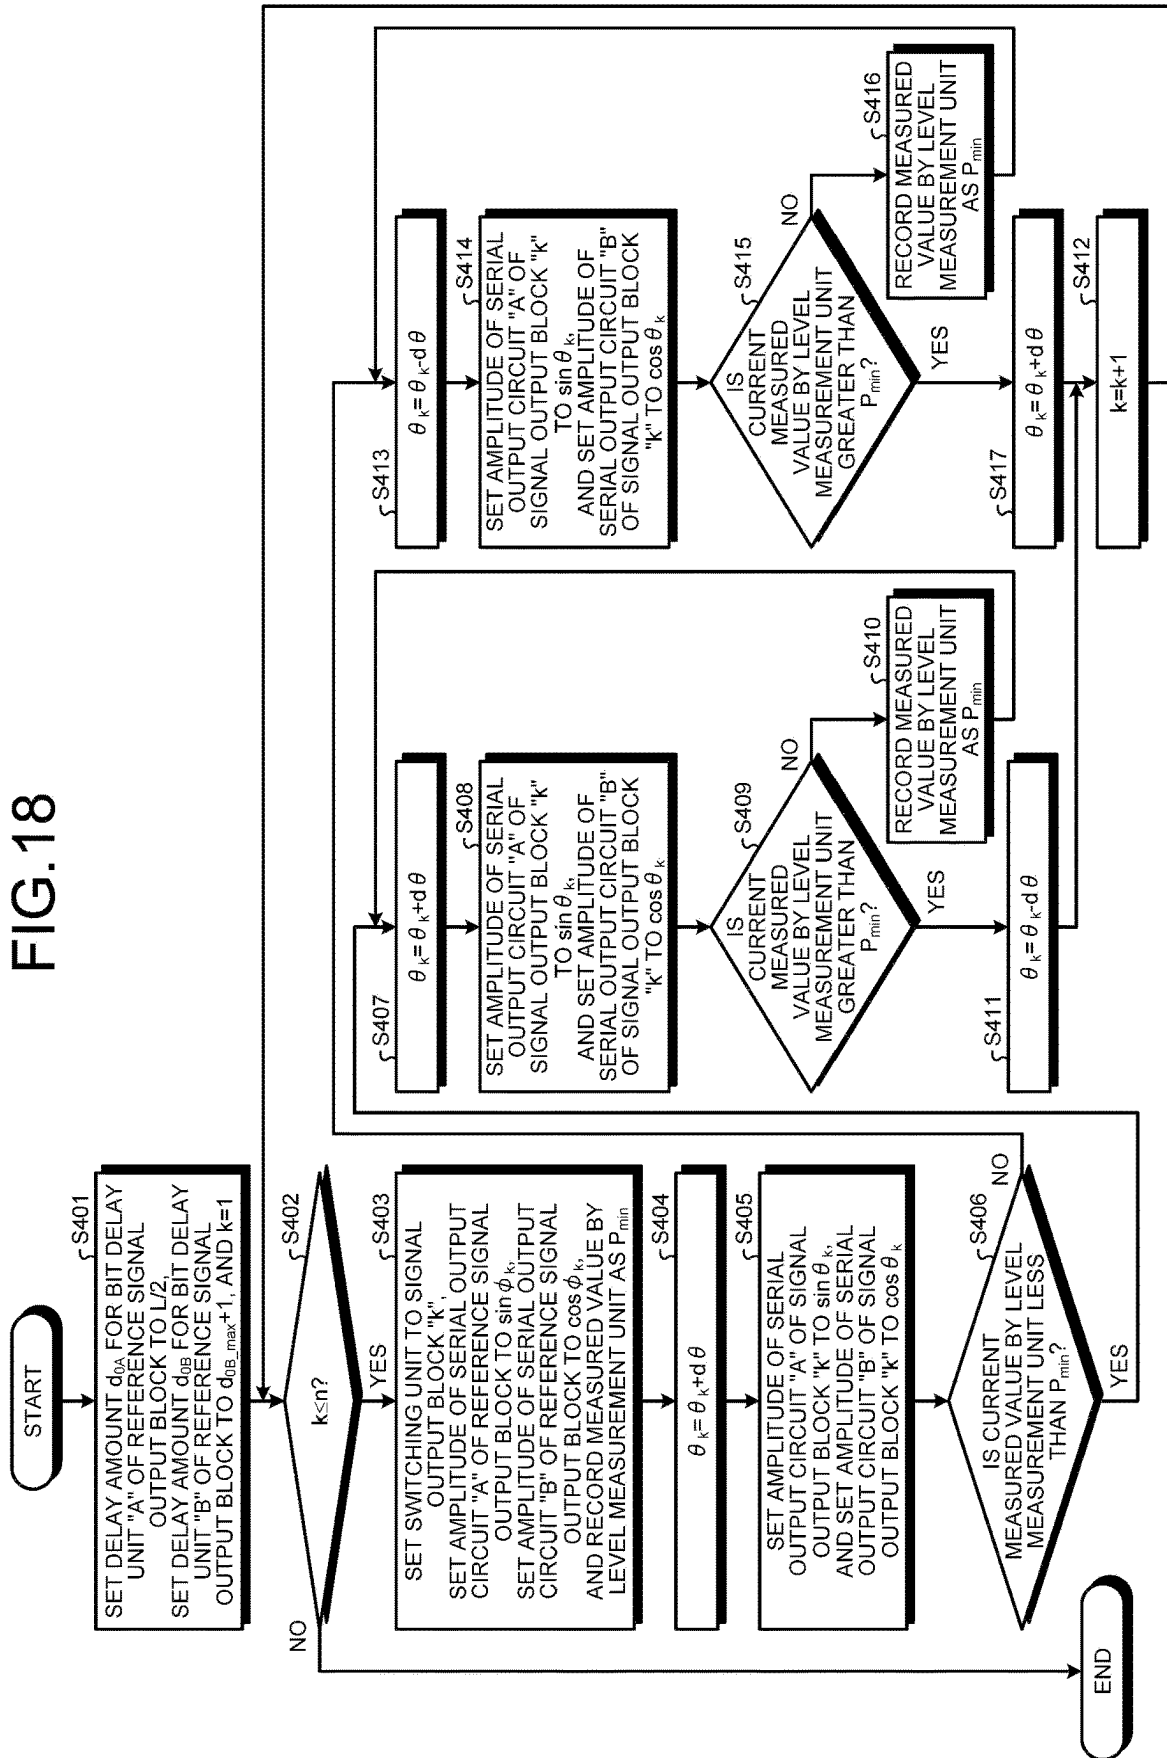 FIG.18
START
S401
SET DELAY AMOUNT d0A FOR BIT DELAY
UNIT "A" OF REFERENCE SIGNAL
OUTPUT BLOCK TO L/2,
SET DELAY AMOUNT d0B FOR BIT DELAY
UNIT "B" OF REFERENCE SIGNAL
OUTPUT BLOCK TO d0B_max+1, AND k=1
S402
k≤n?
NO
YES
S403
SET SWITCHING UNIT TO SIGNAL
OUTPUT BLOCK "k",
SET AMPLITUDE OF SERIAL OUTPUT
CIRCUIT "A" OF REFERENCE SIGNAL
OUTPUT BLOCK TO sin ϕk,
SET AMPLITUDE OF SERIAL OUTPUT
CIRCUIT "B" OF REFERENCE SIGNAL
OUTPUT BLOCK TO cos ϕk,
AND RECORD MEASURED VALUE BY
LEVEL MEASUREMENT UNIT AS Pmin
S404
θk=θk+dθ
S405
SET AMPLITUDE OF SERIAL
OUTPUT CIRCUIT "A" OF SIGNAL
OUTPUT BLOCK "k" TO sin θk,
AND SET AMPLITUDE OF SERIAL
OUTPUT CIRCUIT "B" OF SIGNAL
OUTPUT BLOCK "k" TO cos θk
S406
IS CURRENT
MEASURED VALUE BY LEVEL
MEASUREMENT UNIT LESS
THAN Pmin?
NO
YES
END
S407
θk=θk+dθ
S408
SET AMPLITUDE OF SERIAL
OUTPUT CIRCUIT "A" OF
SIGNAL OUTPUT BLOCK "k"
TO sin θk,
AND SET AMPLITUDE OF
SERIAL OUTPUT CIRCUIT "B"
OF SIGNAL OUTPUT BLOCK
"k" TO cos θk
S409
IS
CURRENT
MEASURED
VALUE BY LEVEL
MEASUREMENT UNIT
GREATER THAN
Pmin?
NO
YES
S410
RECORD MEASURED
VALUE BY LEVEL
MEASUREMENT UNIT
AS Pmin
S411
θk=θk-dθ
S413
θk=θk-dθ
S414
SET AMPLITUDE OF SERIAL
OUTPUT CIRCUIT "A" OF
SIGNAL OUTPUT BLOCK "k"
TO sin θk,
AND SET AMPLITUDE OF
SERIAL OUTPUT CIRCUIT "B"
OF SIGNAL OUTPUT BLOCK
"k" TO cos θk
S415
IS
CURRENT
MEASURED
VALUE BY LEVEL
MEASUREMENT UNIT
GREATER THAN
Pmin?
NO
YES
S416
RECORD MEASURED
VALUE BY LEVEL
MEASUREMENT UNIT
AS Pmin
S417
θk=θk+dθ
S412
k=k+1